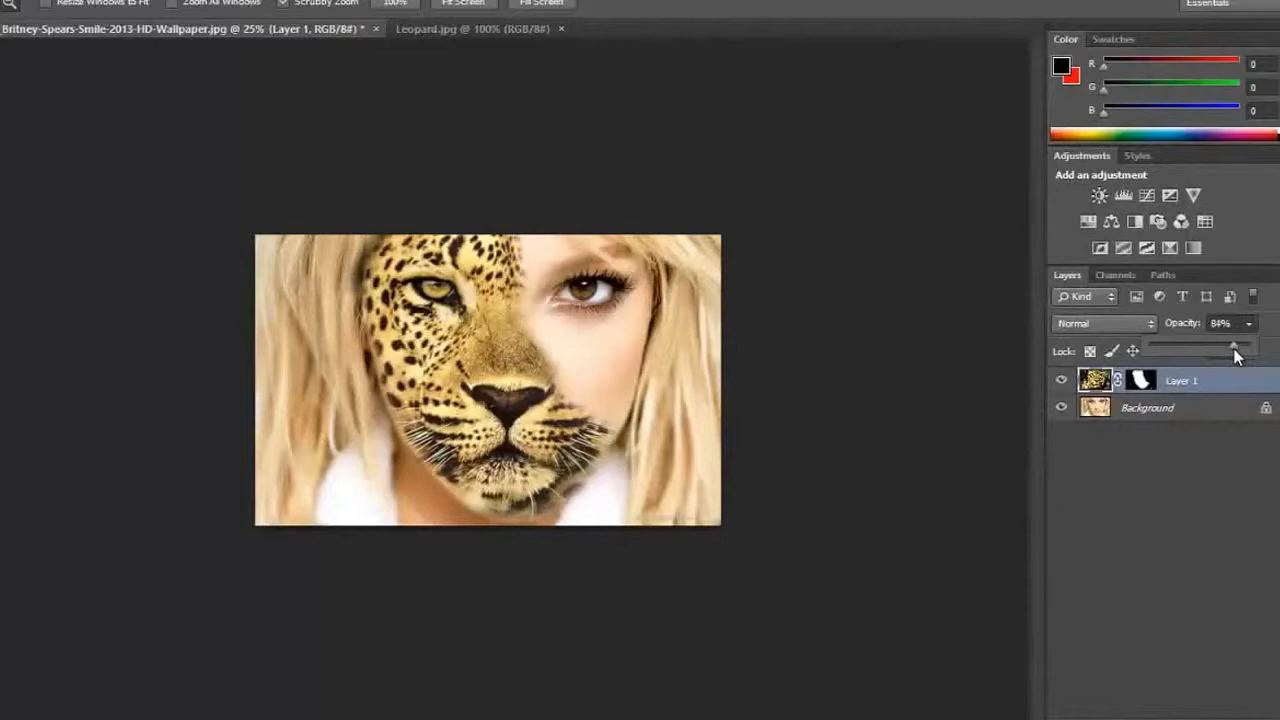 Resize Windows to Fit Zoom All Windows Scrubby Zoom 100% Fit Screen Fill Screen Essentials
Britney-Spears-Smile-2013-HD-Wallpaper.jpg @ 25% (Layer 1, RGB/8#) * × Leopard.jpg @ 100% (RGB/8#) ×
Color Swatches
R 0
G 0
B 0
Adjustments Styles
Add an adjustment
Layers Channels Paths
Kind
Normal Opacity: 84%
Lock:
Layer 1
Background